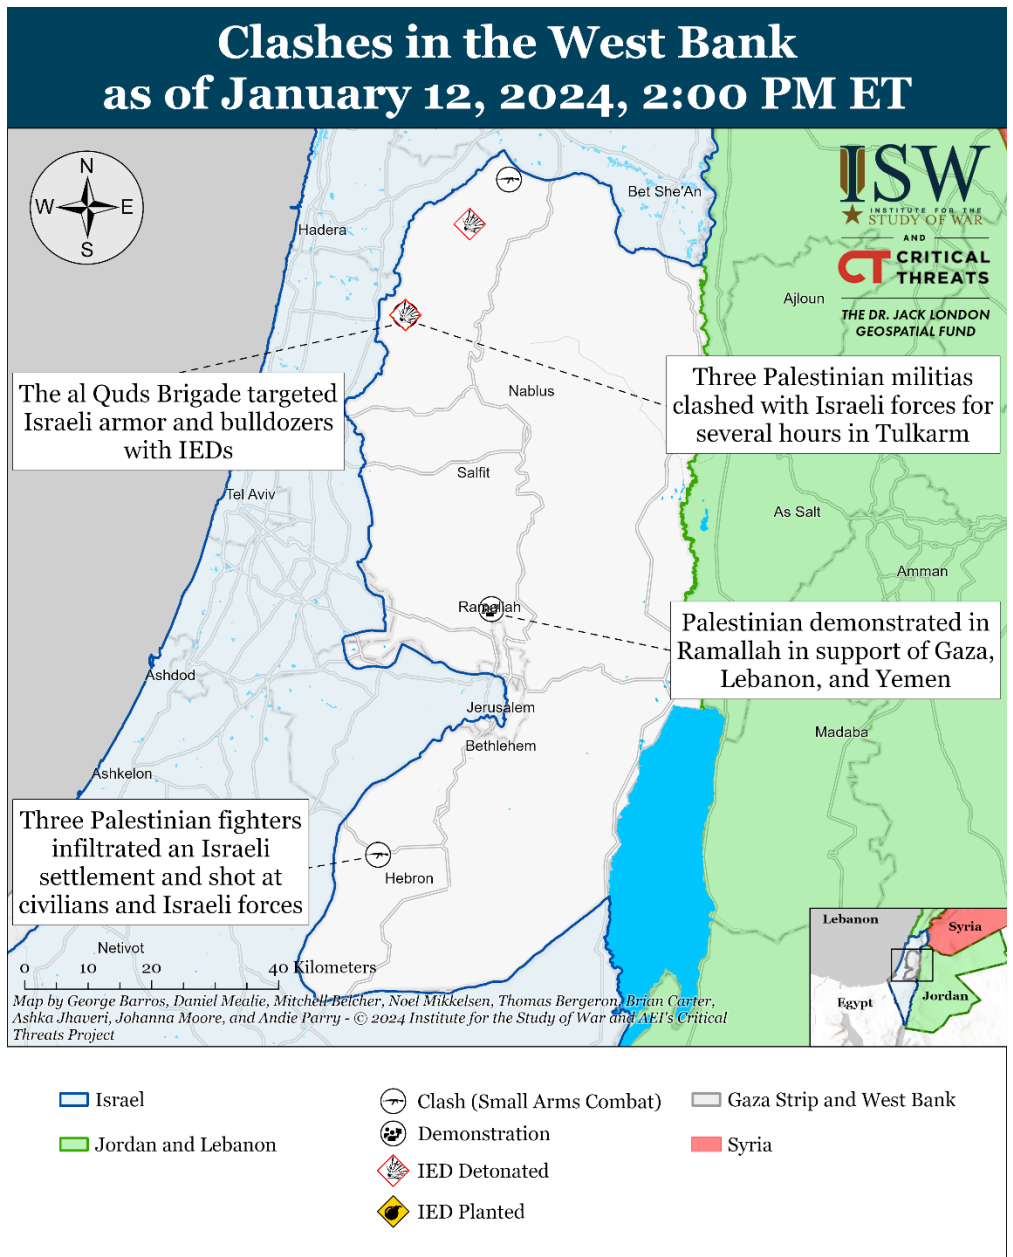 Clashes in the West Bank
as of January 12, 2024, 2:00 PM ET
N
W
E
S
ISW
INSTITUTE FOR THE
STUDY OF WAR
AND
CT CRITICAL
THREATS
THE DR. JACK LONDON
GEOSPATIAL FUND
Bet She'An
Hadera
Ajloun
The al Quds Brigade targeted
Israeli armor and bulldozers
with IEDs
Three Palestinian militias
clashed with Israeli forces for
several hours in Tulkarm
Nablus
Salfit
Tel Aviv
As Salt
Amman
Ramallah
Palestinian demonstrated in
Ramallah in support of Gaza,
Lebanon, and Yemen
Ashdod
Jerusalem
Bethlehem
Madaba
Ashkelon
Three Palestinian fighters
infiltrated an Israeli
settlement and shot at
civilians and Israeli forces
Hebron
Netivot
0 10 20 40 Kilometers
Lebanon
Syria
Egypt
Jordan
Map by George Barros, Daniel Mealie, Mitchell Belcher, Noel Mikkelsen, Thomas Bergeron, Brian Carter,
Ashka Jhaveri, Johanna Moore, and Andie Parry - © 2024 Institute for the Study of War and AEI's Critical
Threats Project
Israel
Jordan and Lebanon
Clash (Small Arms Combat)
Demonstration
IED Detonated
IED Planted
Gaza Strip and West Bank
Syria